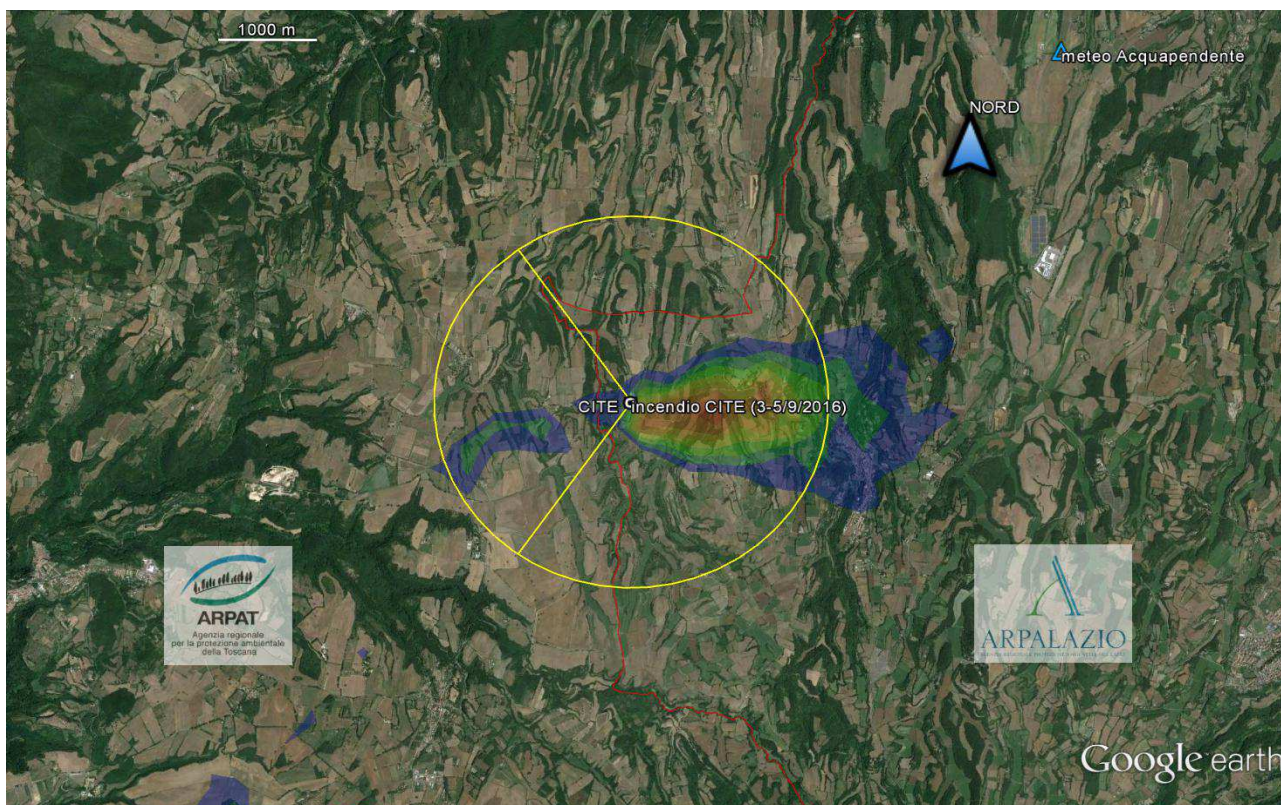 1000 m
meteo Acquapendente
NORD
CITE incendio CITE (3-5/9/2016)
ARPAT
Agenzia regionale
per la protezione ambientale
della Toscana
ARPALAZIO
Google earth